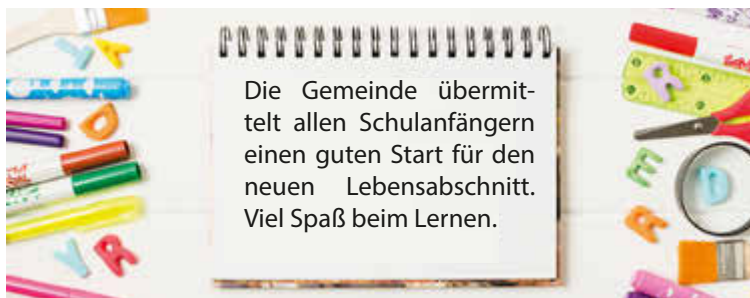 Die Gemeinde übermit-
telt allen Schulanfängern
einen guten Start für den
neuen Lebensabschnitt.
Viel Spaß beim Lernen.